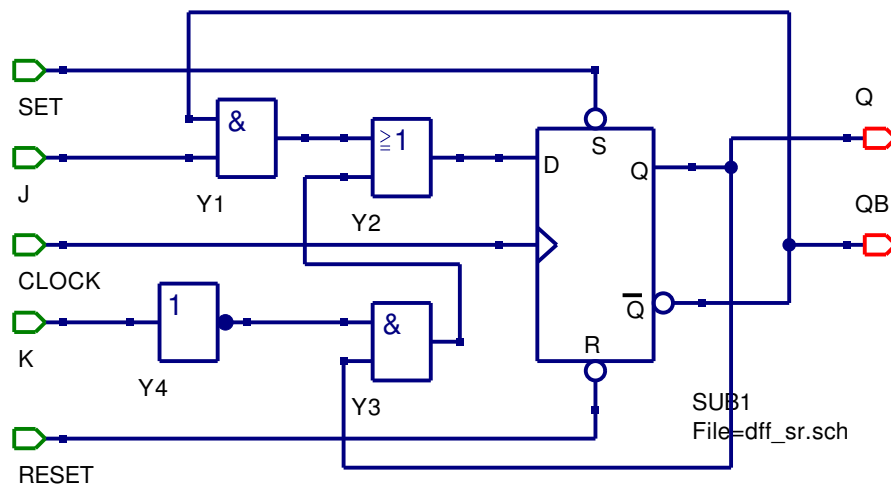 SET
&
≧1
S
Q
Y1
D
Q
J
Y2
QB
CLOCK
1
&
Q
K
R
Y4
Y3
SUB1
File=dff_sr.sch
RESET